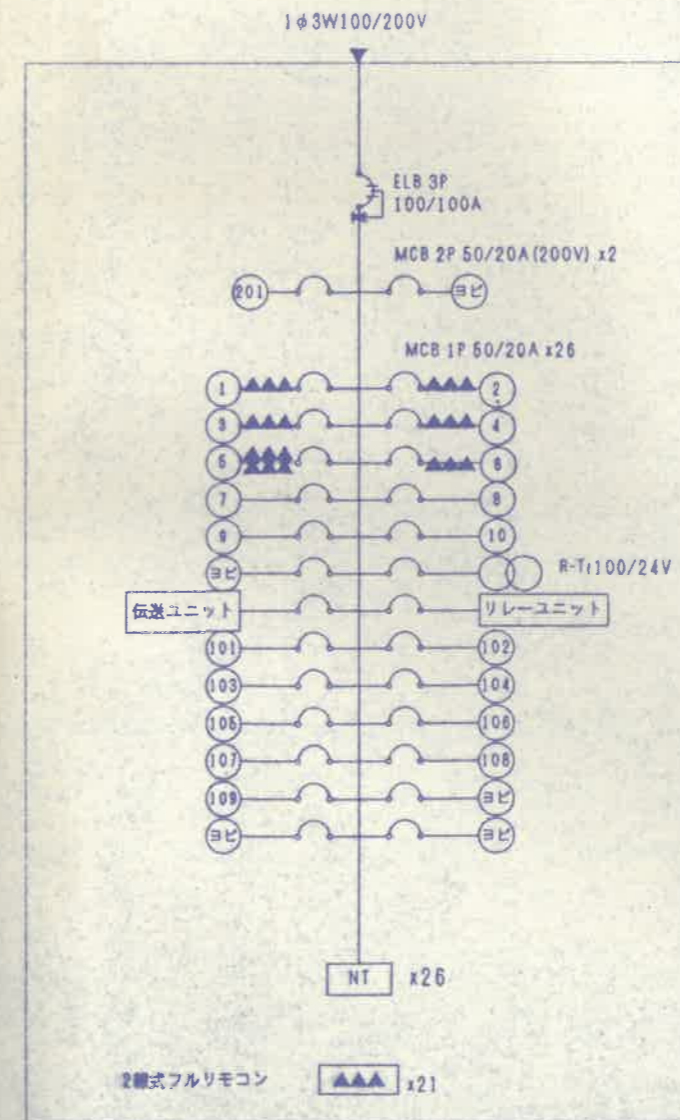 1φ3W100/200V
ELB 3P
100/100A
MCB 2P 50/20A(200V) x2
201 ヨビ
MCB 1P 50/20A x26
1 2
3 4
5 6
7 8
9 10
ヨビ R-Tr100/24V
伝送ユニット リレーユニット
101 102
103 104
105 106
107 108
109 ヨビ
ヨビ ヨビ
NT x26
2線式フルリモコン x21